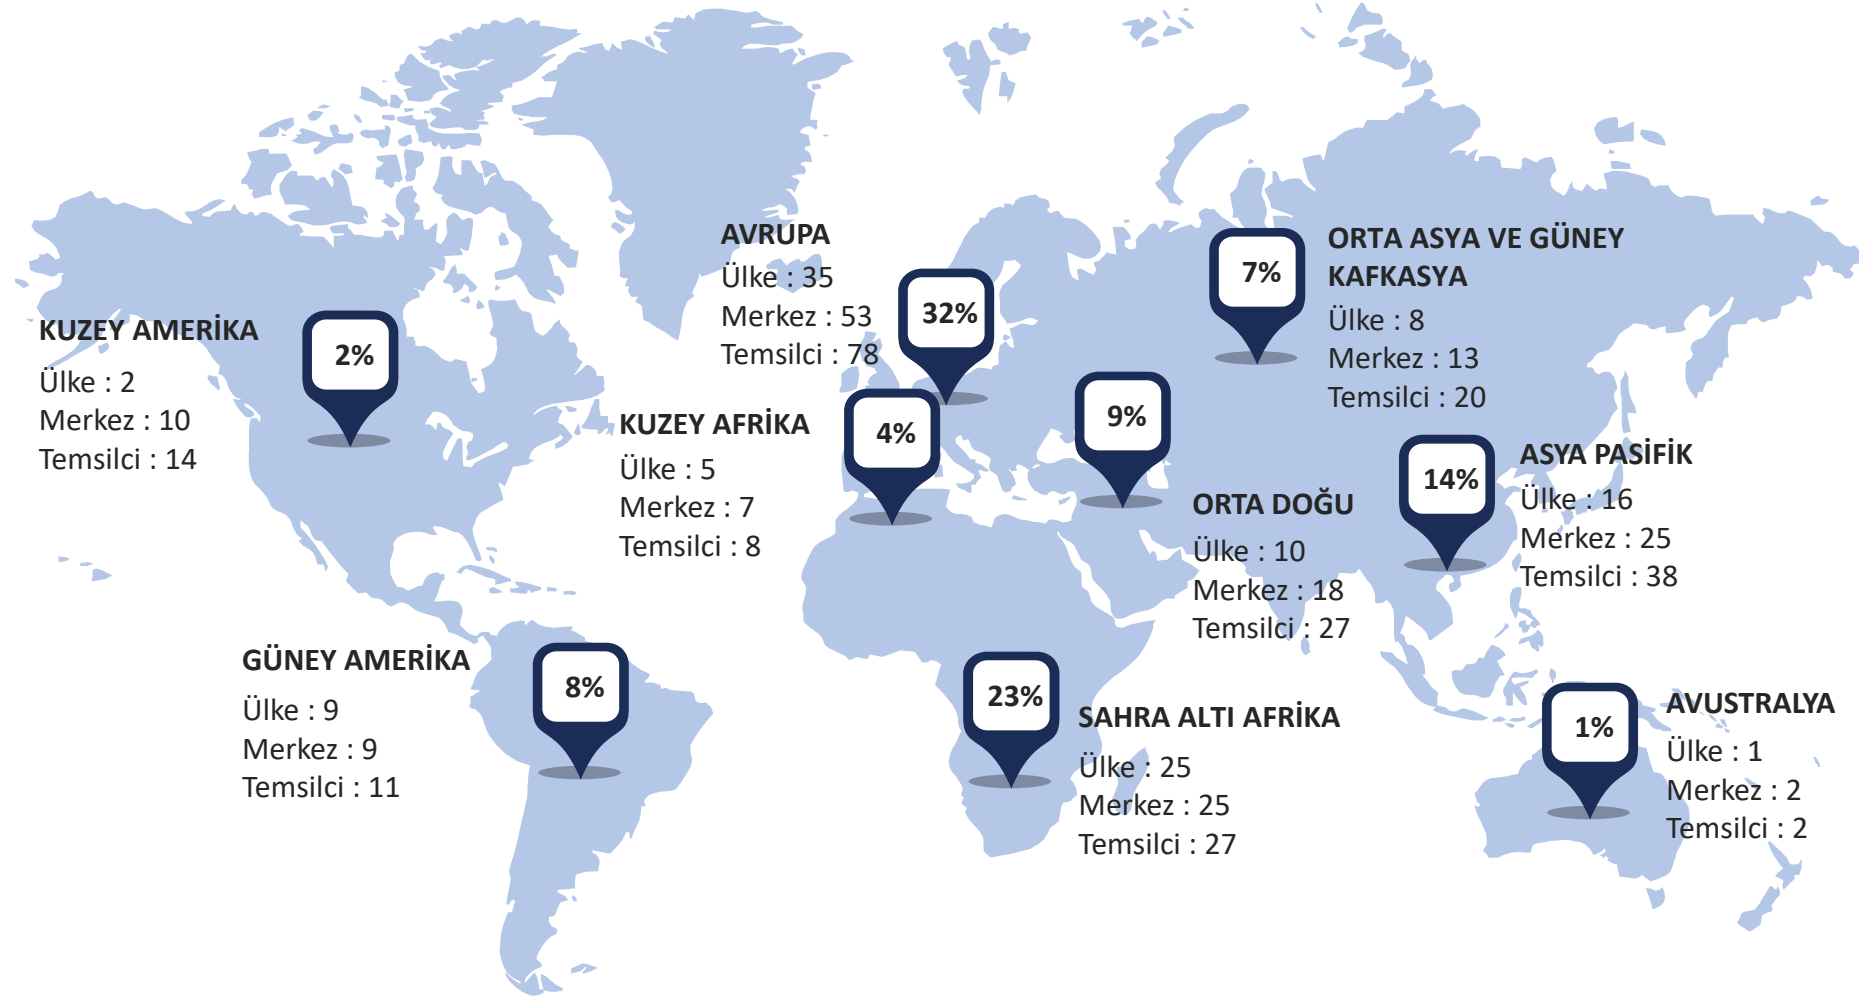 KUZEY AMERİKA
Ülke : 2
Merkez : 10
Temsilci : 14
2%
AVRUPA
Ülke : 35
Merkez : 53
Temsilci : 78
32%
ORTA ASYA VE GÜNEY
KAFKASYA
Ülke : 8
Merkez : 13
Temsilci : 20
7%
KUZEY AFRİKA
Ülke : 5
Merkez : 7
Temsilci : 8
4%
9%
ORTA DOĞU
Ülke : 10
Merkez : 18
Temsilci : 27
14%
ASYA PASİFİK
Ülke : 16
Merkez : 25
Temsilci : 38
GÜNEY AMERİKA
Ülke : 9
Merkez : 9
Temsilci : 11
8%
23%
SAHRA ALTI AFRİKA
Ülke : 25
Merkez : 25
Temsilci : 27
1%
AVUSTRALYA
Ülke : 1
Merkez : 2
Temsilci : 2